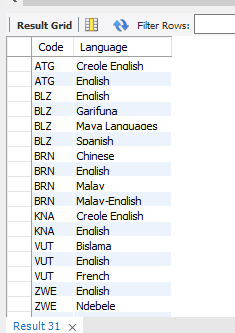 Result Grid Filter Rows:
Code Language
ATG Creole English
ATG English
BLZ English
BLZ Garifuna
BLZ Maya Languages
BLZ Spanish
BRN Chinese
BRN English
BRN Malay
BRN Malay-English
KNA Creole English
KNA English
VUT Bislama
VUT English
VUT French
ZWE English
ZWE Ndebele
Result 31 ×